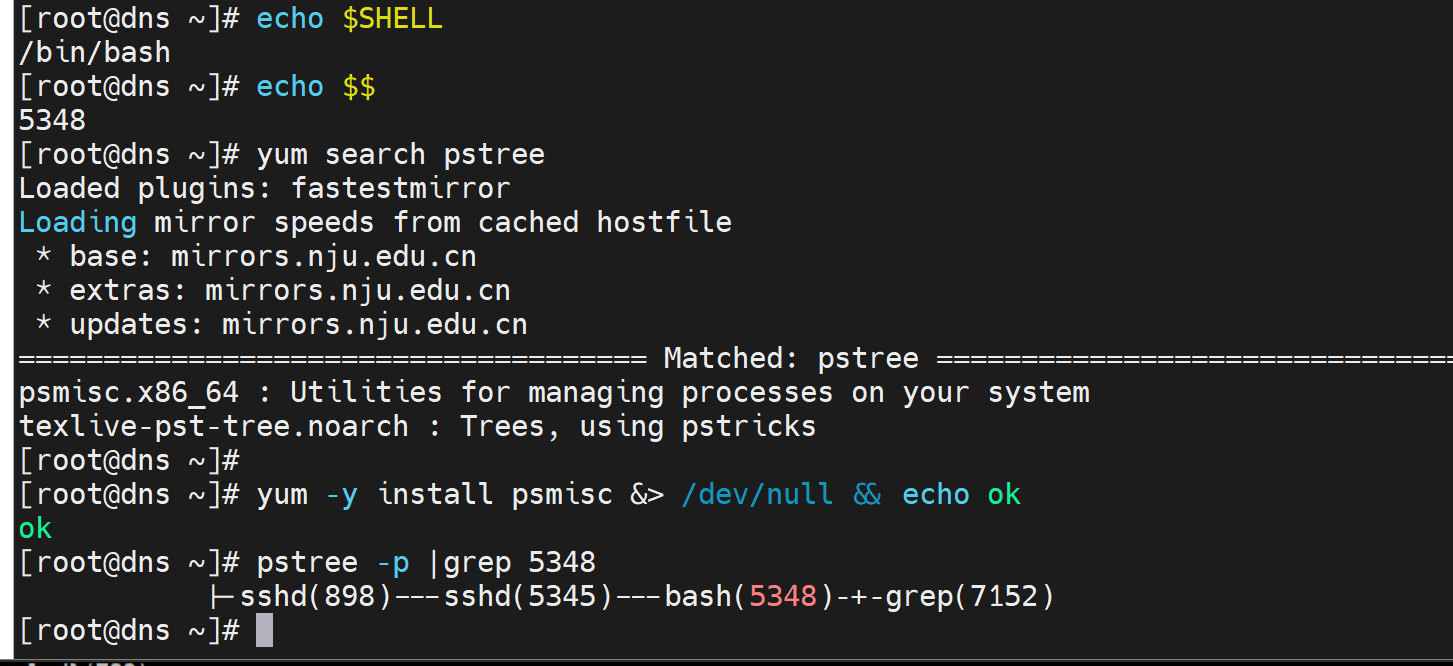 [root@dns ~]# echo $SHELL
/bin/bash
[root@dns ~]# echo $$
5348
[root@dns ~]# yum search pstree
Loaded plugins: fastestmirror
Loading mirror speeds from cached hostfile
 * base: mirrors.nju.edu.cn
 * extras: mirrors.nju.edu.cn
 * updates: mirrors.nju.edu.cn
===================================== Matched: pstree ===============================
psmisc.x86_64 : Utilities for managing processes on your system
texlive-pst-tree.noarch : Trees, using pstricks
[root@dns ~]#
[root@dns ~]# yum -y install psmisc &> /dev/null && echo ok
ok
[root@dns ~]# pstree -p |grep 5348
           ├─sshd(898)---sshd(5345)---bash(5348)-+-grep(7152)
[root@dns ~]#